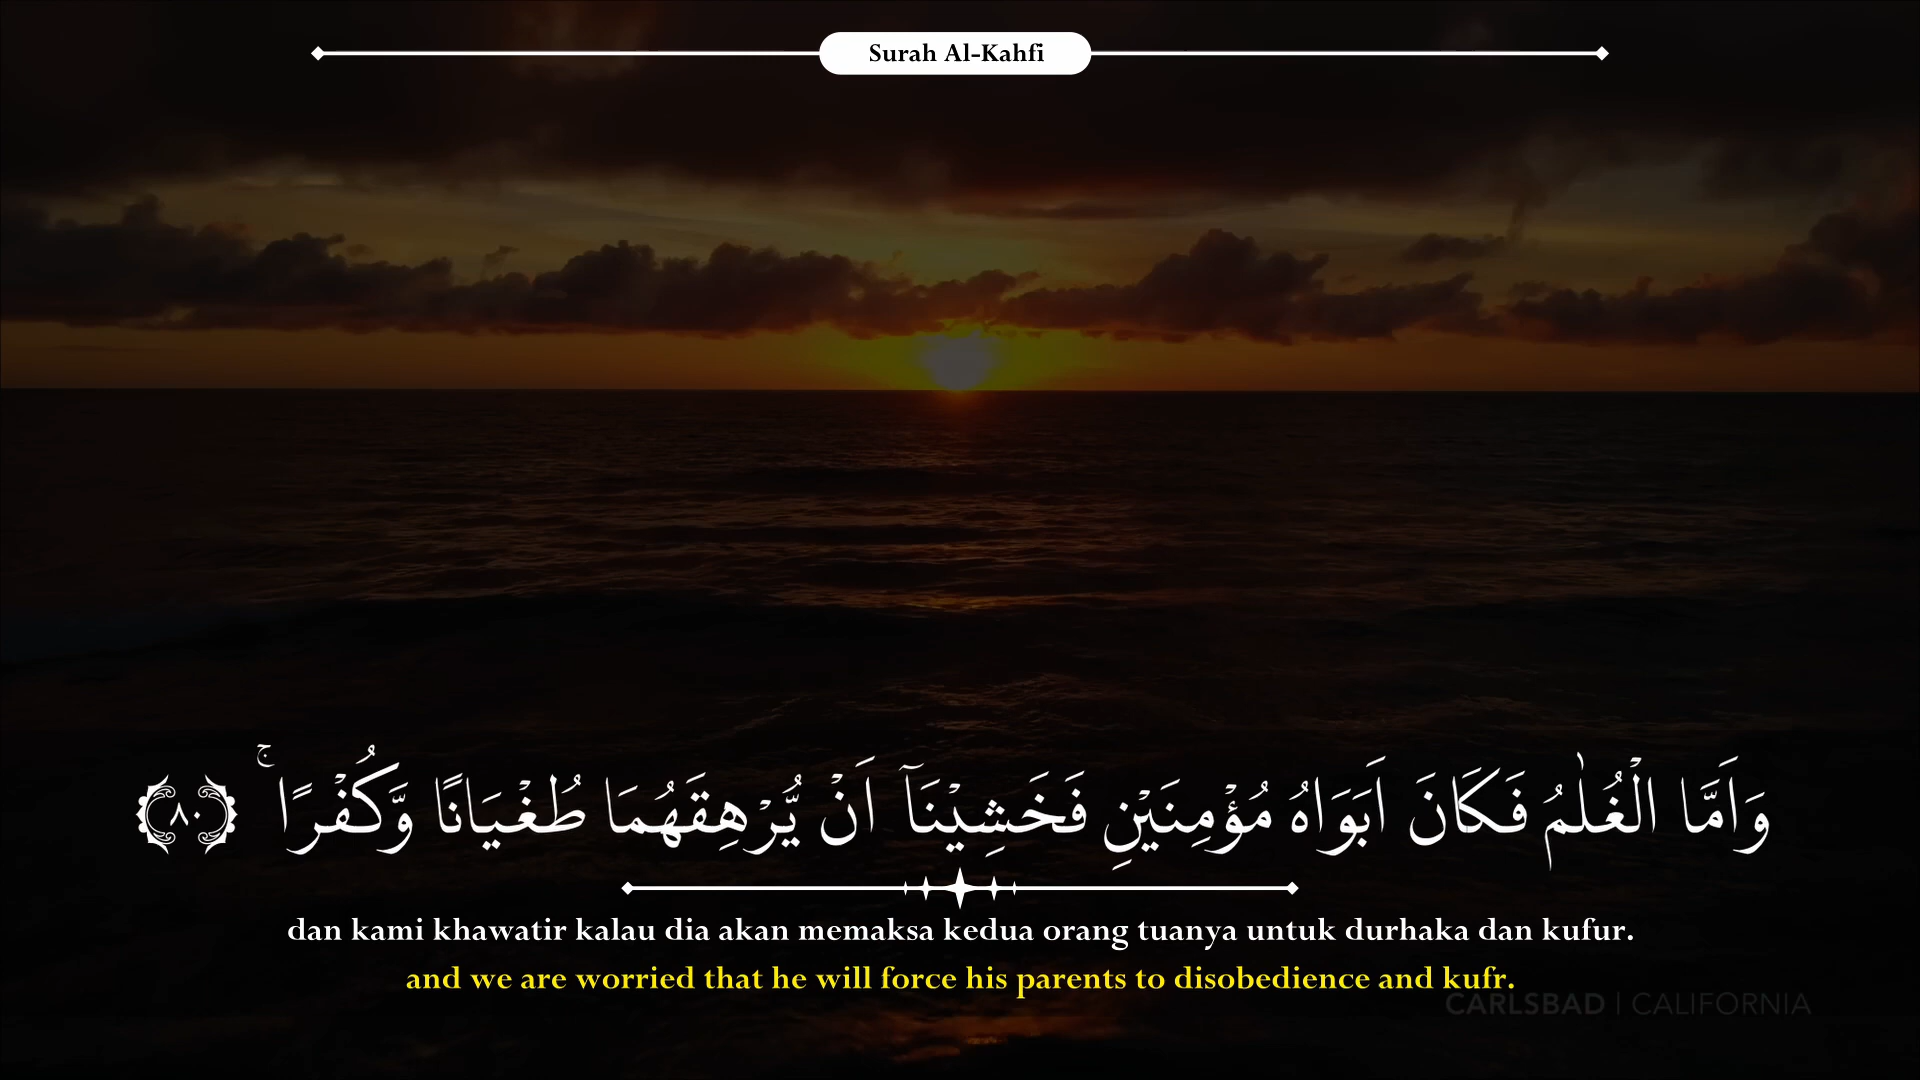 Surah Al-Kahfi
وَاَمَّا الْغُلٰمُ فَكَانَ اَبَوَاهُ مُؤْمِنَيْنِ فَخَشِيْنَآ اَنْ يُّرْهِقَهُمَا طُغْيَانًا وَّكُفْرًا ۚ ٨٠
dan kami khawatir kalau dia akan memaksa kedua orang tuanya untuk durhaka dan kufur.
and we are worried that he will force his parents to disobedience and kufr.
CARLSBAD | CALIFORNIA